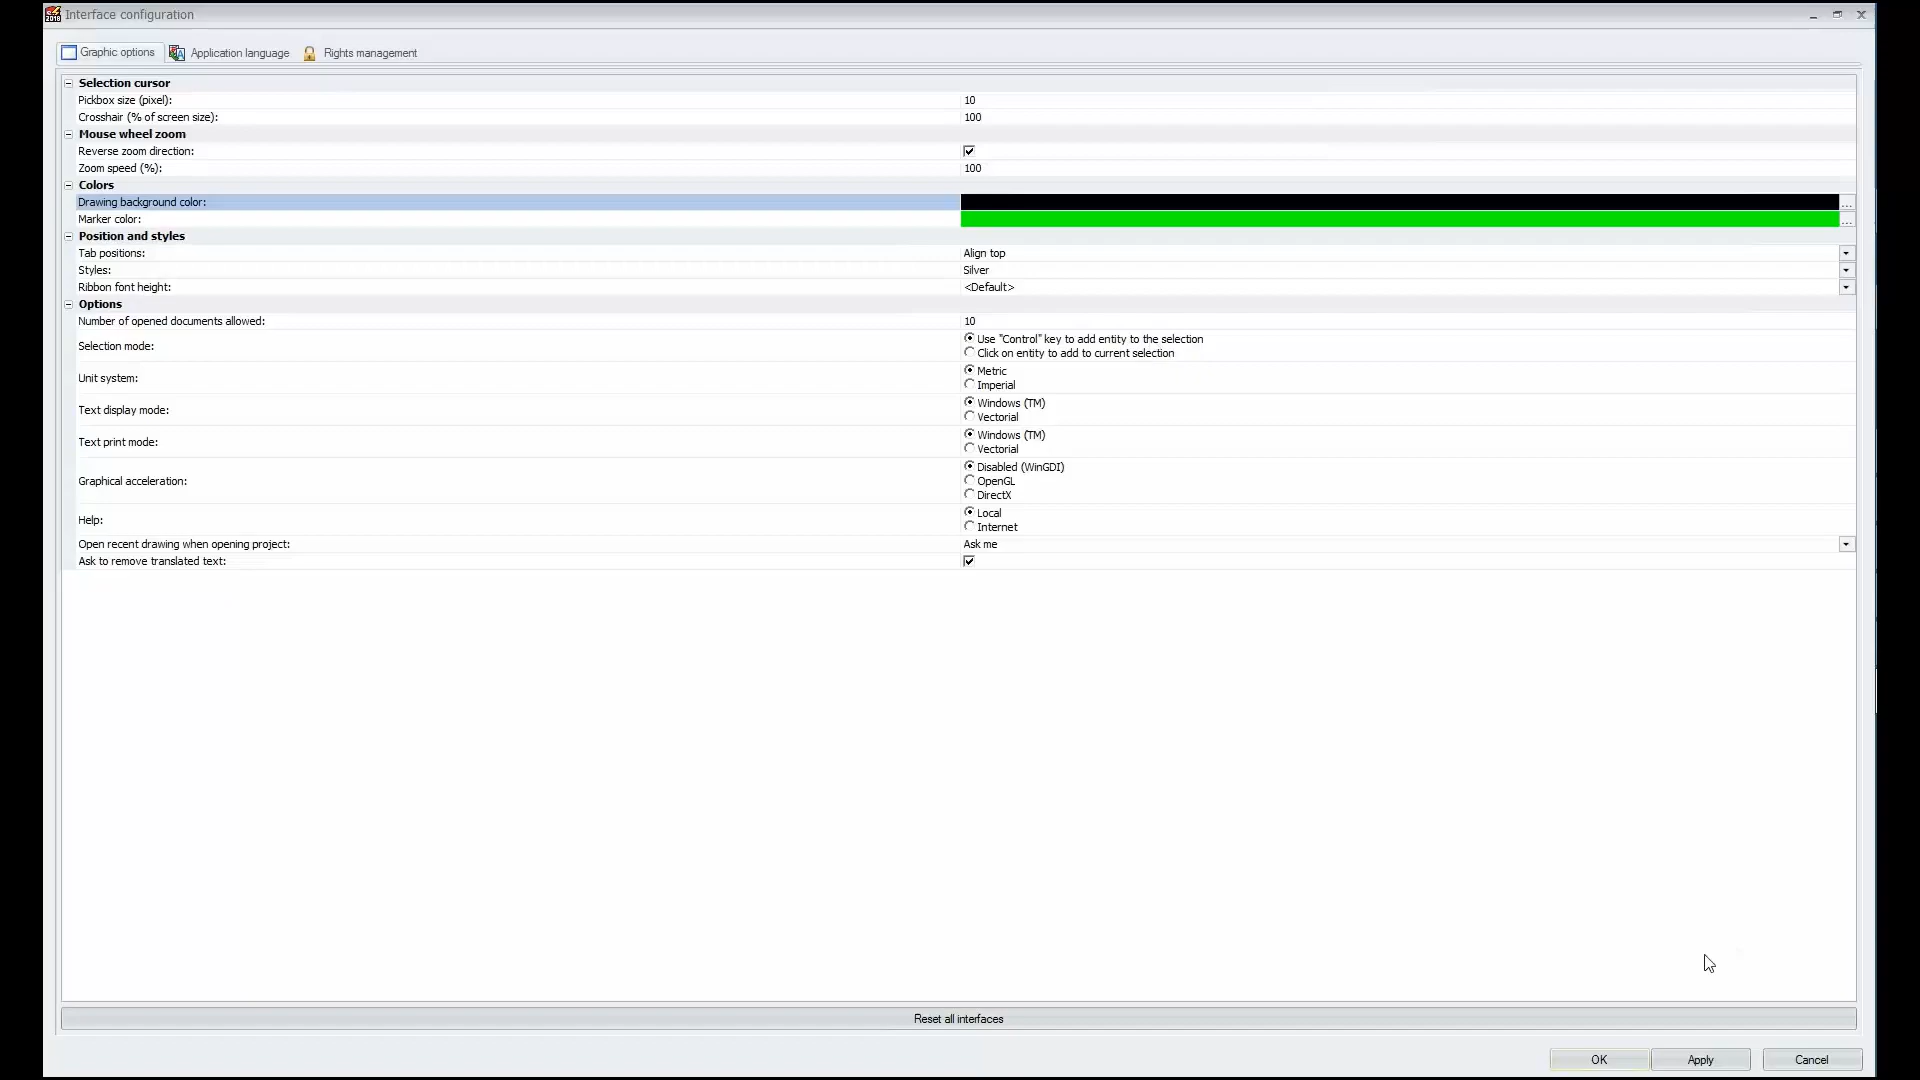 Interface configuration
Graphic options Application language Rights management
Selection cursor
Pickbox size (pixel): 10
Crosshair (% of screen size): 100
Mouse wheel zoom
Reverse zoom direction:
Zoom speed (%): 100
Colors
Drawing background color: ...
Marker color: ...
Position and styles
Tab positions: Align top
Styles: Silver
Ribbon font height: <Default>
Options
Number of opened documents allowed: 10
Selection mode:
Use "Control" key to add entity to the selection
Click on entity to add to current selection
Unit system:
Metric
Imperial
Text display mode:
Windows (TM)
Vectorial
Text print mode:
Windows (TM)
Vectorial
Graphical acceleration:
Disabled (WinGDI)
OpenGL
DirectX
Help:
Local
Internet
Open recent drawing when opening project: Ask me
Ask to remove translated text:
Reset all interfaces
OK Apply Cancel